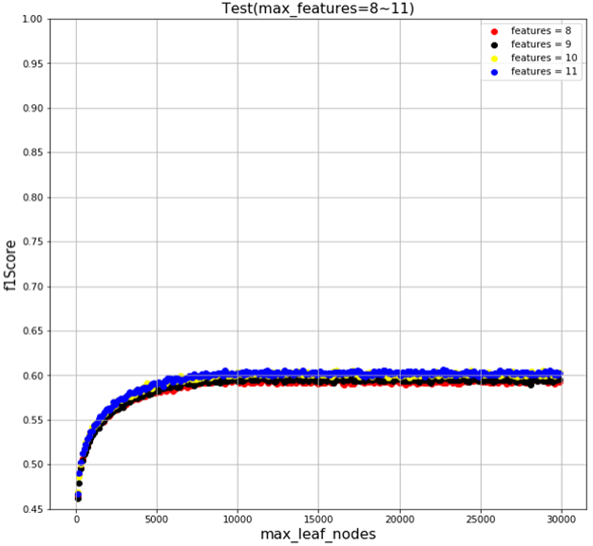 Test(max_features=8~11)
1.00
features = 8
features = 9
features = 10
features = 11
0.95
0.90
0.85
0.80
0.75
0.70
0.65
0.60
0.55
0.50
0.45
f1Score
0 5000 10000 15000 20000 25000 30000
max_leaf_nodes